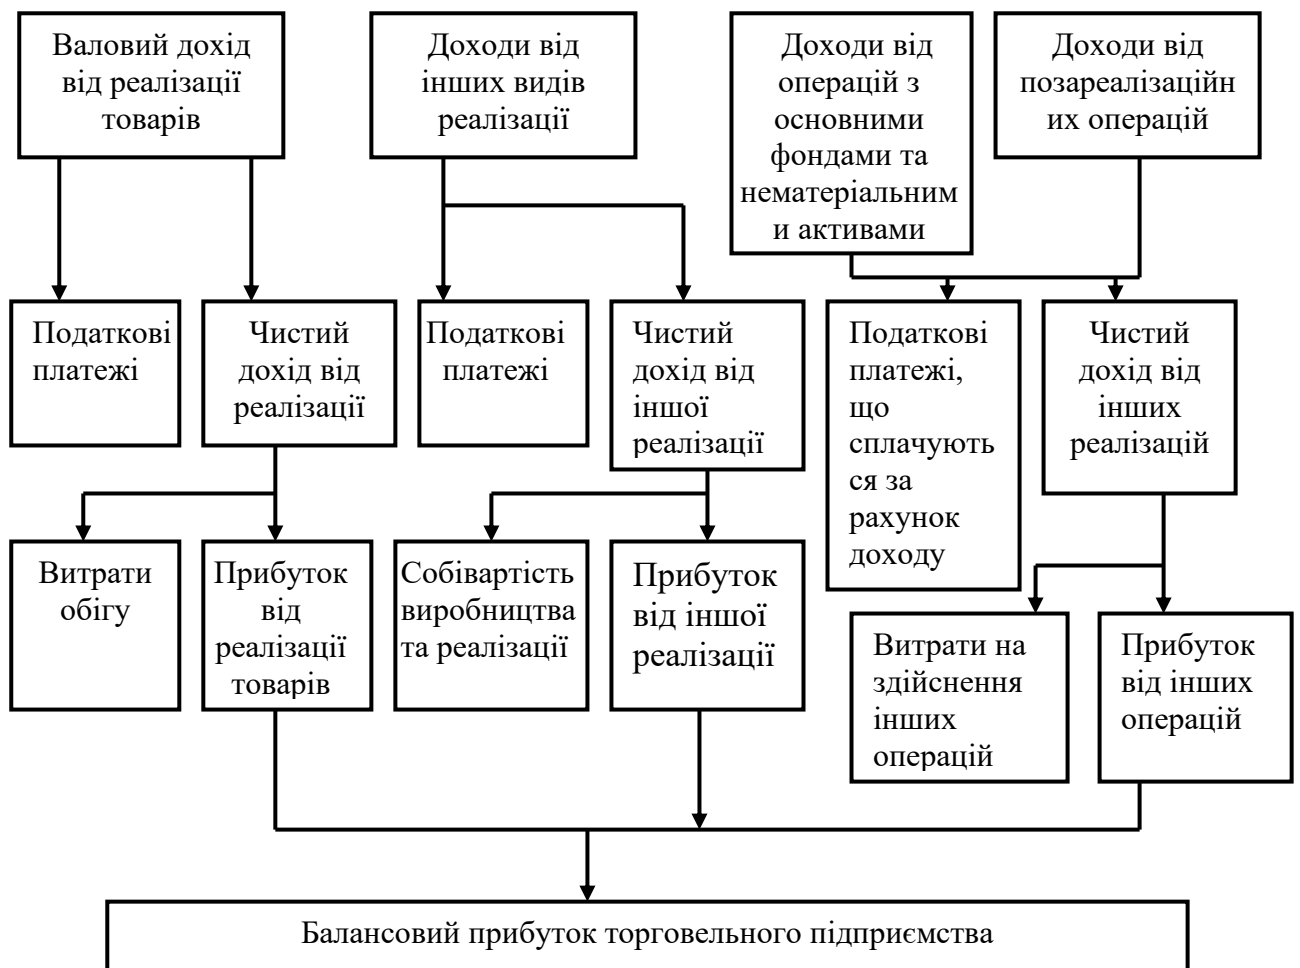 Валовий дохід
від реалізації
товарів
Доходи від
інших видів
реалізації
Доходи від
операцій з
основними
фондами та
нематеріальним
и активами
Доходи від
позареалізаційн
их операцій
Податкові
платежі
Чистий
дохід від
реалізації
Податкові
платежі
Чистий
дохід від
іншої
реалізації
Податкові
платежі,
що
сплачують
ся за
рахунок
доходу
Чистий
дохід від
інших
реалізацій
Витрати
обігу
Прибуток
від
реалізації
товарів
Собівартість
виробництва
та реалізації
Прибуток
від іншої
реалізації
Витрати на
здійснення
інших
операцій
Прибуток
від інших
операцій
Балансовий прибуток торговельного підприємства